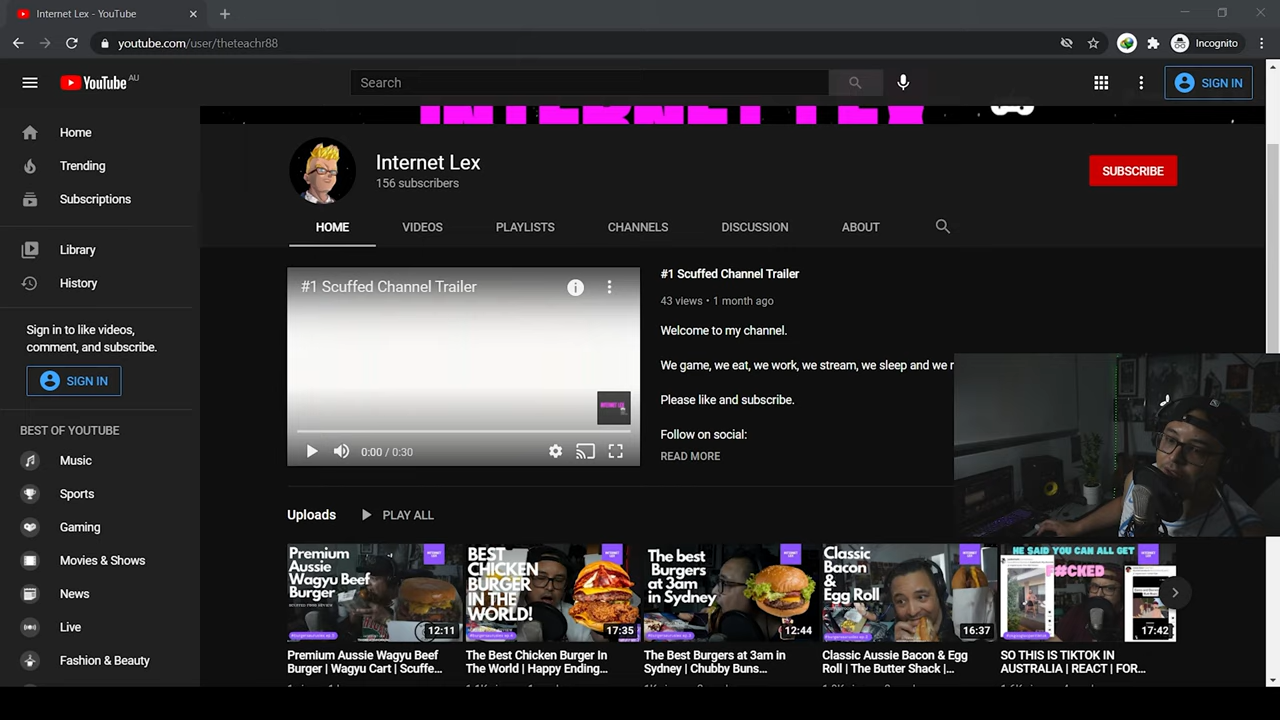 Internet Lex - YouTube
youtube.com/user/theteachr88
Incognito
YouTube AU
Search
SIGN IN
INTERNET LEX
Home
Trending
Subscriptions
Library
History
Sign in to like videos,
comment, and subscribe.
SIGN IN
BEST OF YOUTUBE
Music
Sports
Gaming
Movies & Shows
News
Live
Fashion & Beauty
Internet Lex
156 subscribers
SUBSCRIBE
HOME
VIDEOS
PLAYLISTS
CHANNELS
DISCUSSION
ABOUT
#1 Scuffed Channel Trailer
0:00 / 0:30
#1 Scuffed Channel Trailer
43 views • 1 month ago
Welcome to my channel.
We game, we eat, we work, we stream, we sleep and we
Please like and subscribe.
Follow on social:
READ MORE
Uploads
PLAY ALL
Premium
Aussie
Wagyu Beef
Burger
12:11
Premium Aussie Wagyu Beef
Burger | Wagyu Cart | Scuffe...
BEST
CHICKEN
BURGER
IN THE
WORLD!
17:35
The Best Chicken Burger In
The World | Happy Ending...
The best
Burgers
at 3am
in Sydney
12:44
The Best Burgers at 3am in
Sydney | Chubby Buns...
Classic
Bacon &
Egg Roll
16:37
Classic Aussie Bacon & Egg
Roll | The Butter Shack |...
HE SAID YOU CAN ALL GET
F#CKED
17:42
SO THIS IS TIKTOK IN
AUSTRALIA | REACT | FOR...